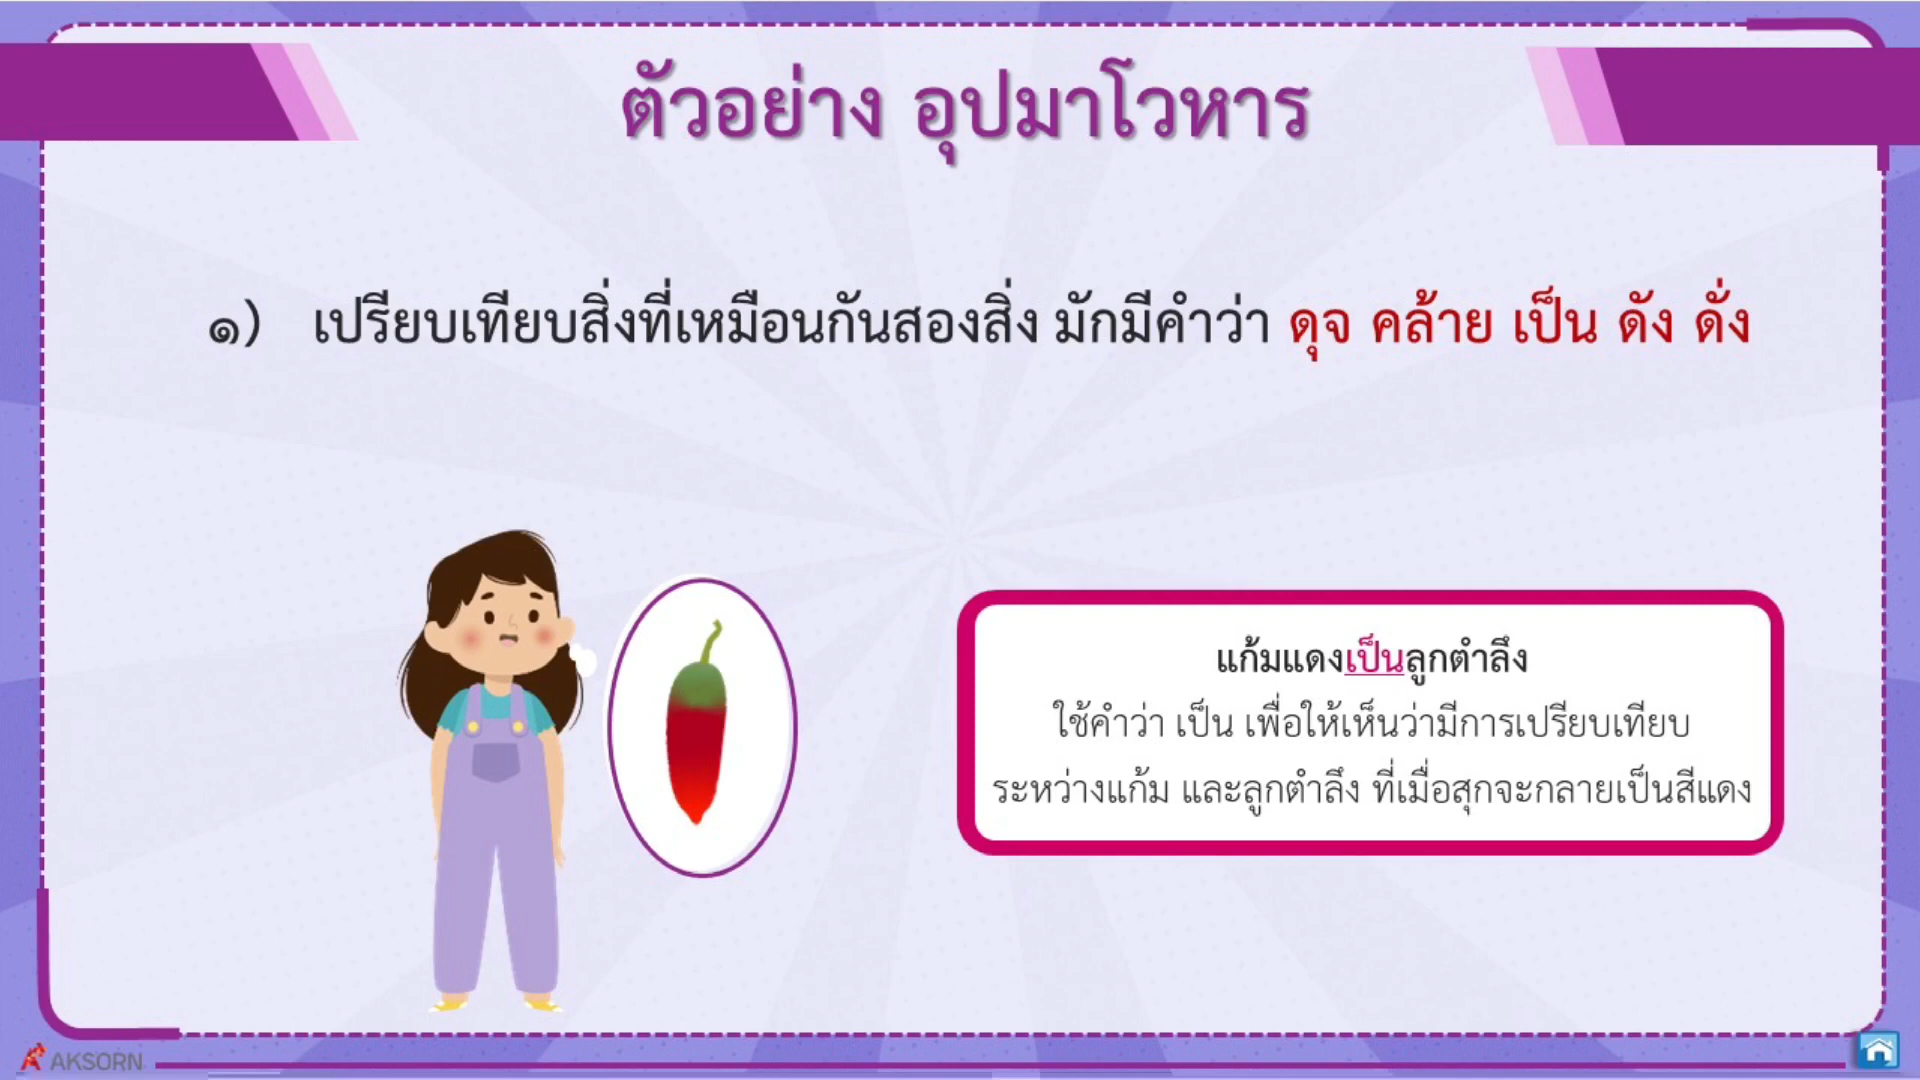 ตัวอย่าง อุปมาโวหาร
๑) เปรียบเทียบสิ่งที่เหมือนกันสองสิ่ง มักมีคำว่า ดุจ คล้าย เป็น ดัง ดั่ง
แก้มแดงเป็นลูกตำลึง
ใช้คำว่า เป็น เพื่อให้เห็นว่ามีการเปรียบเทียบ
ระหว่างแก้ม และลูกตำลึง ที่เมื่อสุกจะกลายเป็นสีแดง
AKSORN